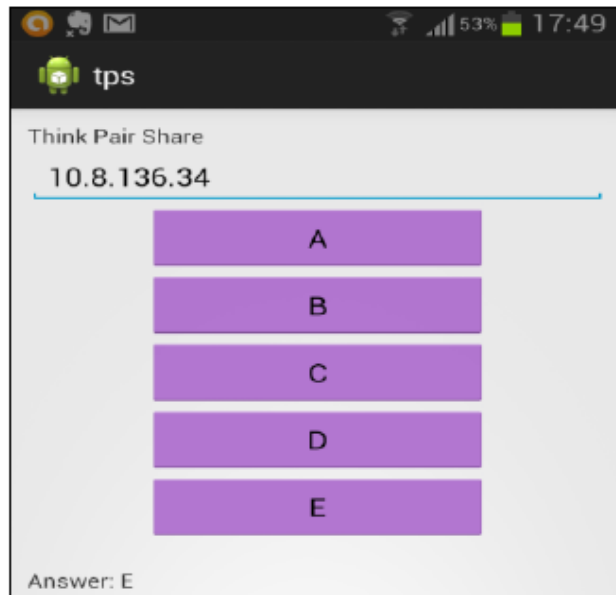 53% 17:49
tps
Think Pair Share
10.8.136.34
A
B
C
D
E
Answer: E